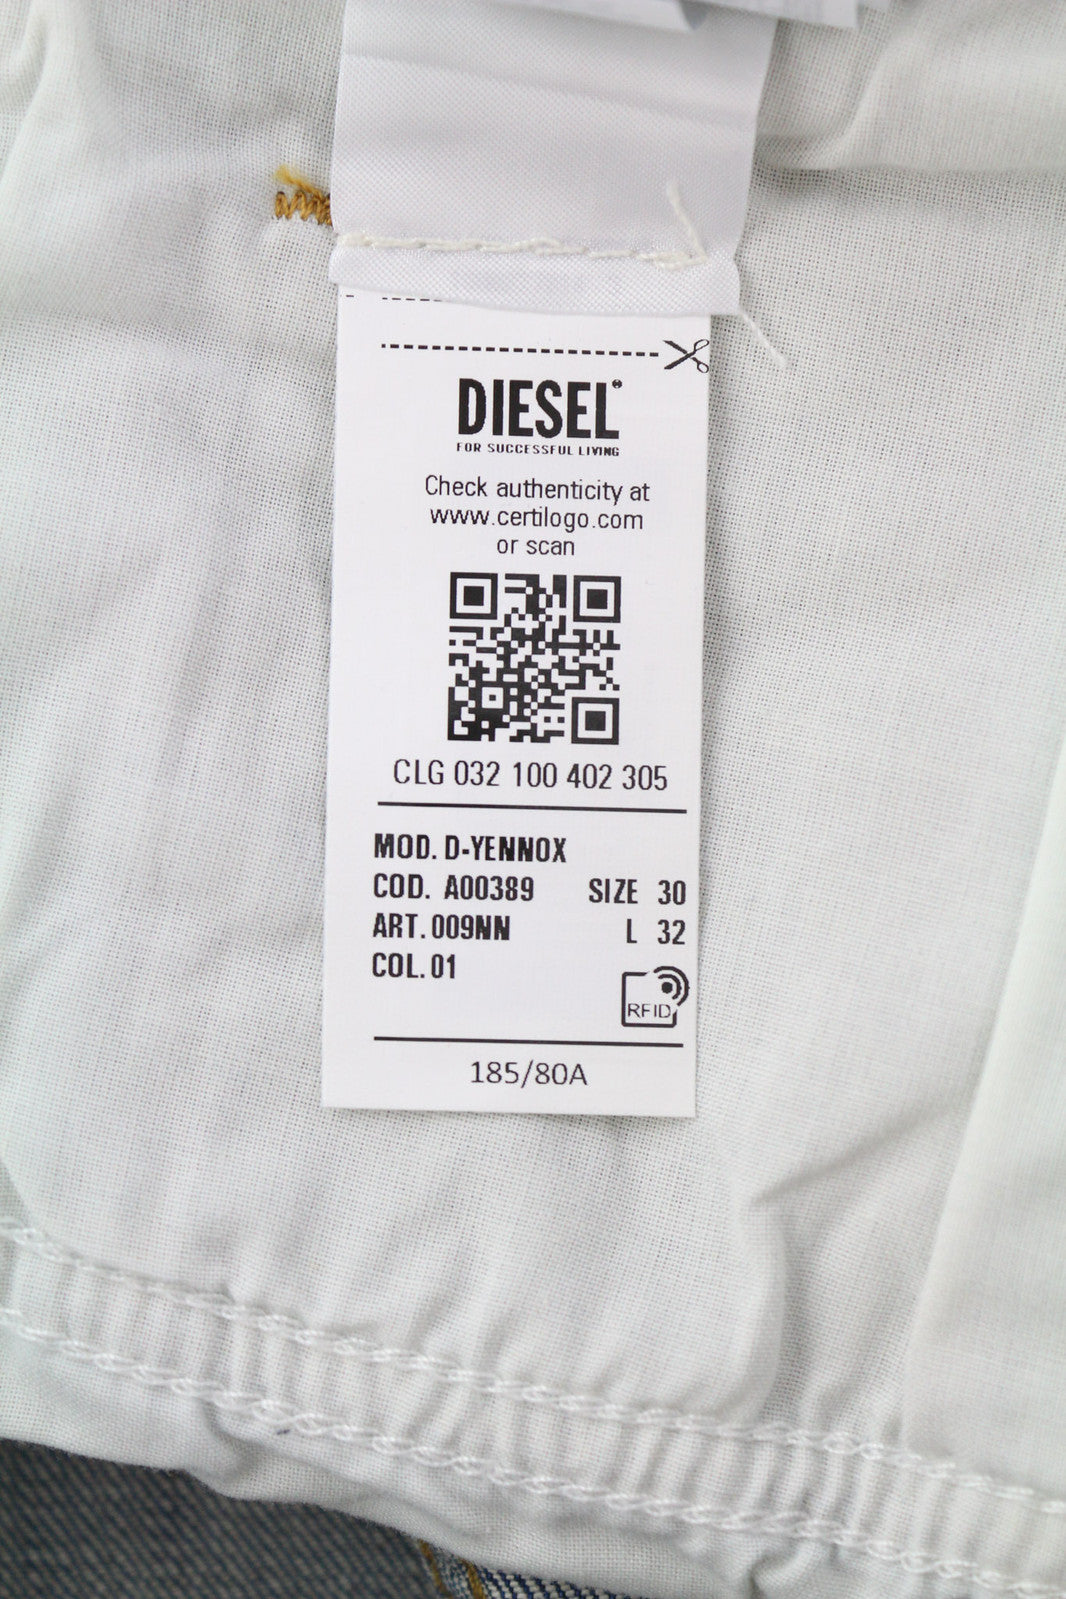 DIESEL
FOR SUCCESSFUL LIVING
Check authenticity at
www.certilogo.com
or scan
CLG 032 100 402 305
MOD. D-YENNOX
COD. A00389 SIZE 30
ART. 009NN L 32
COL. 01
RFID
185/80A